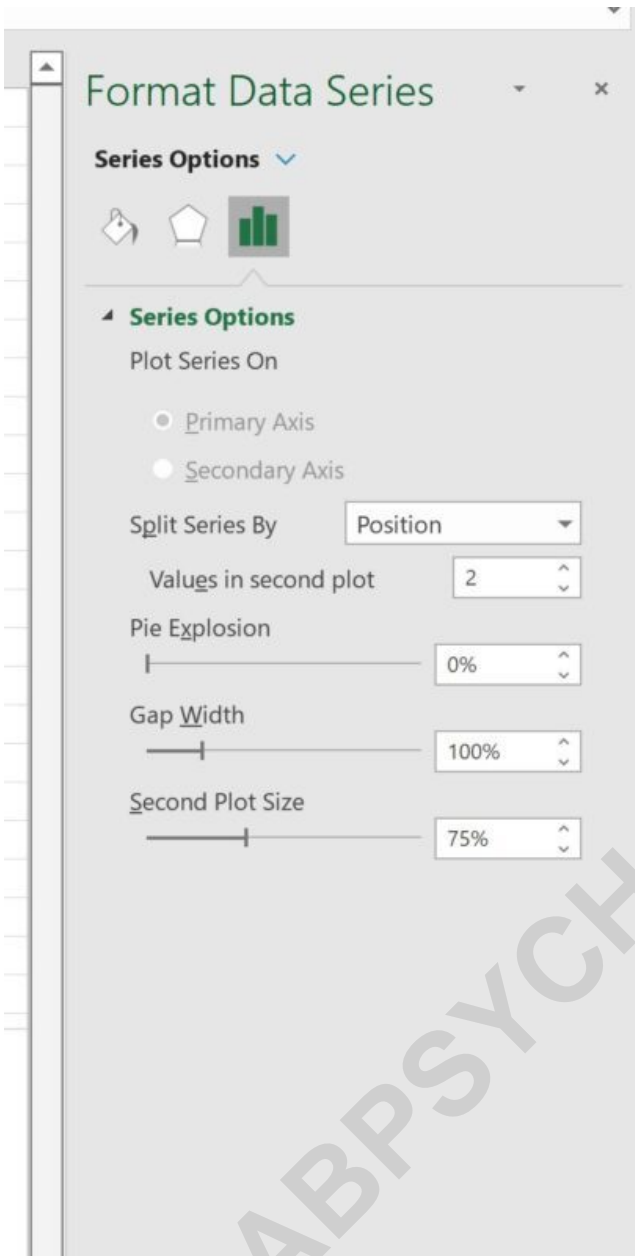 Format Data Series
Series Options
Series Options
Plot Series On
Primary Axis
Secondary Axis
Split Series By Position
Values in second plot 2
Pie Explosion
0%
Gap Width
100%
Second Plot Size
75%
ABPSYCH